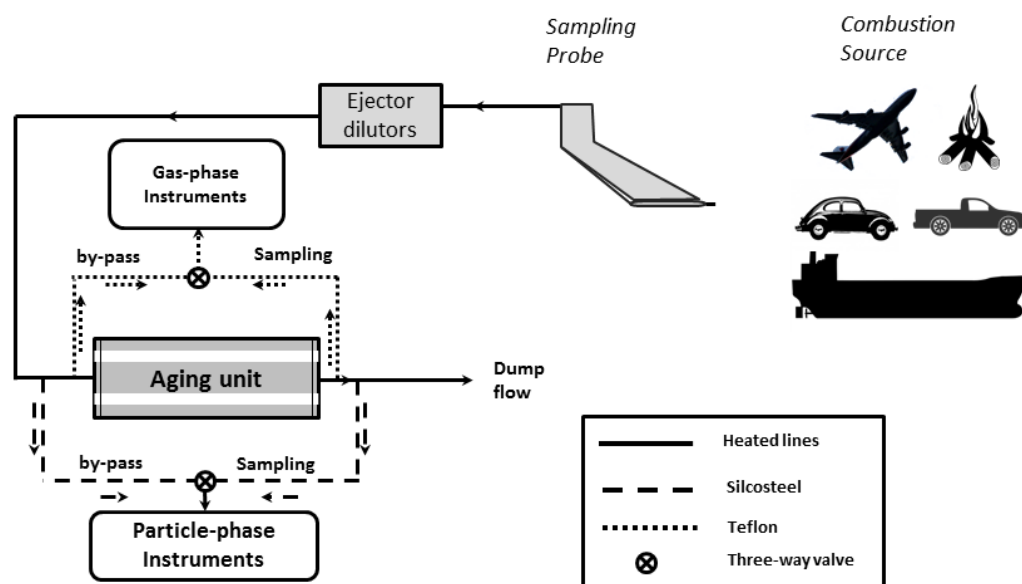 Sampling
Probe
Combustion
Source
Ejector
dilutors
Gas-phase
Instruments
by-pass
Sampling
Aging unit
Dump
flow
by-pass
Sampling
Particle-phase
Instruments
Heated lines
Silcosteel
Teflon
Three-way valve